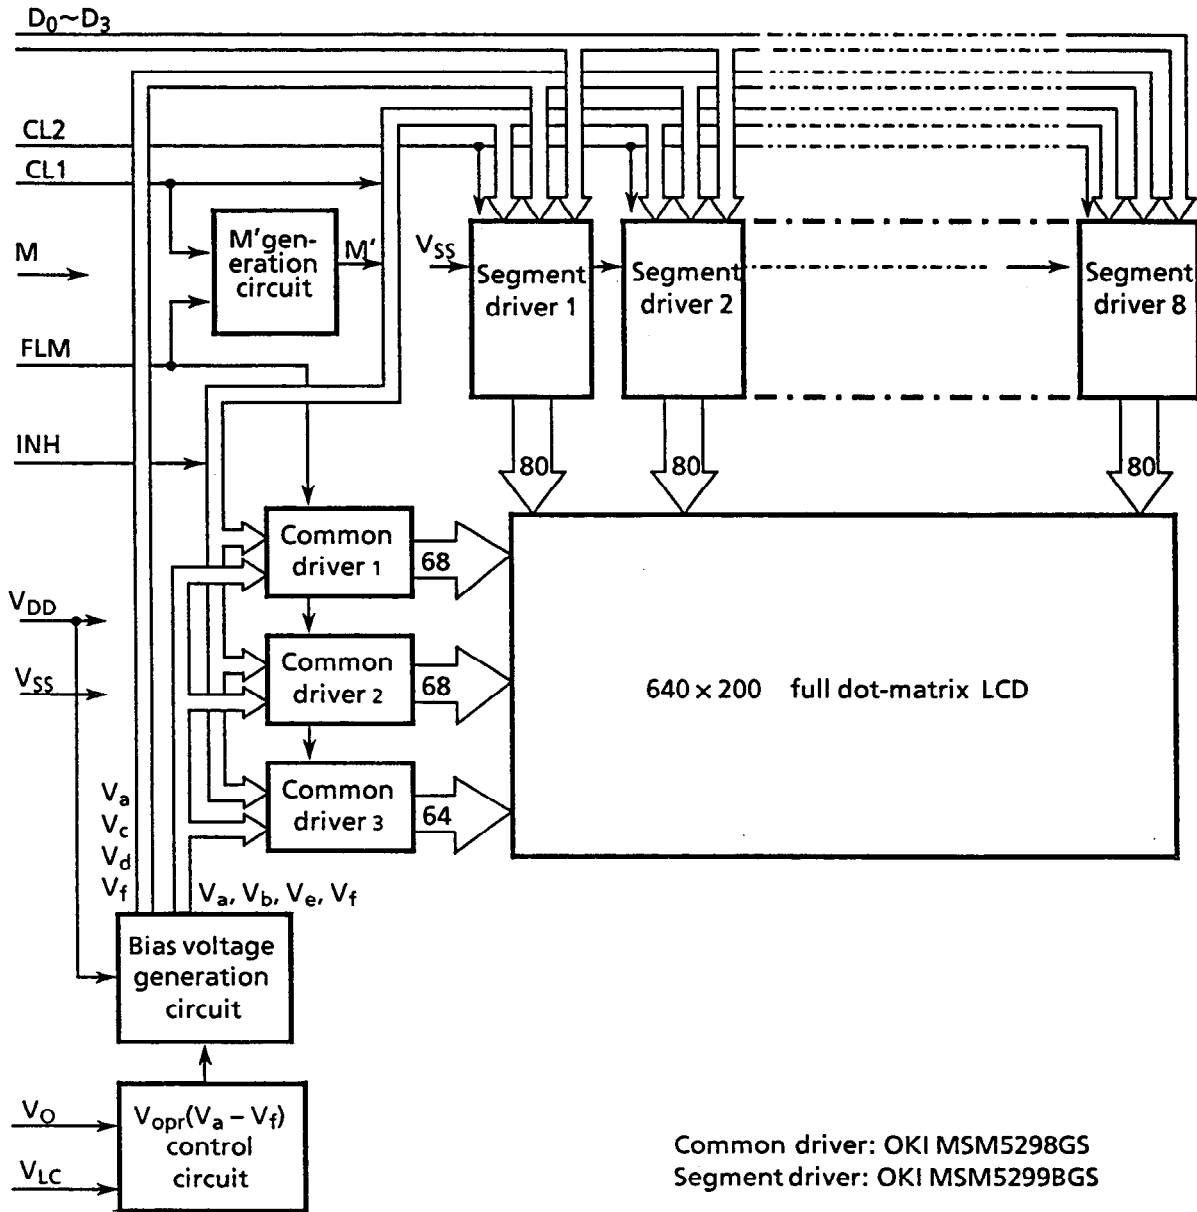 D0~D3
CL2
CL1
M
M'gen-
eration
circuit
M'
VSS
Segment
driver 1
Segment
driver 2
Segment
driver 8
FLM
INH
80
80
80
Common
driver 1
68
Common
driver 2
68
Common
driver 3
64
640 × 200 full dot-matrix LCD
VDD
VSS
Va
Vc
Vd
Vf
Va, Vb, Ve, Vf
Bias voltage
generation
circuit
VO
VLC
Vopr(Va – Vf)
control
circuit
Common driver: OKI MSM5298GS
Segment driver: OKI MSM5299BGS